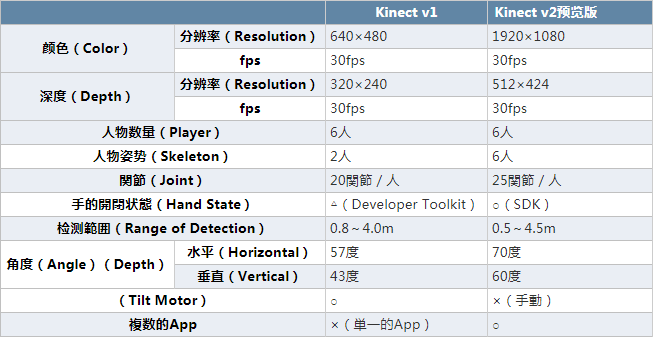 Kinect v1 Kinect v2预览版
颜色（Color） 分辨率（Resolution） 640×480 1920×1080
fps 30fps 30fps
深度（Depth） 分辨率（Resolution） 320×240 512×424
fps 30fps 30fps
人物数量（Player） 6人 6人
人物姿势（Skeleton） 2人 6人
関節（Joint） 20関節／人 25関節／人
手的開閉状態（Hand State） △（Developer Toolkit） ○（SDK）
检测範囲（Range of Detection） 0.8～4.0m 0.5～4.5m
角度（Angle）（Depth） 水平（Horizontal） 57度 70度
垂直（Vertical） 43度 60度
（Tilt Motor） ○ ×（手動）
複数的App ×（単一的App） ○